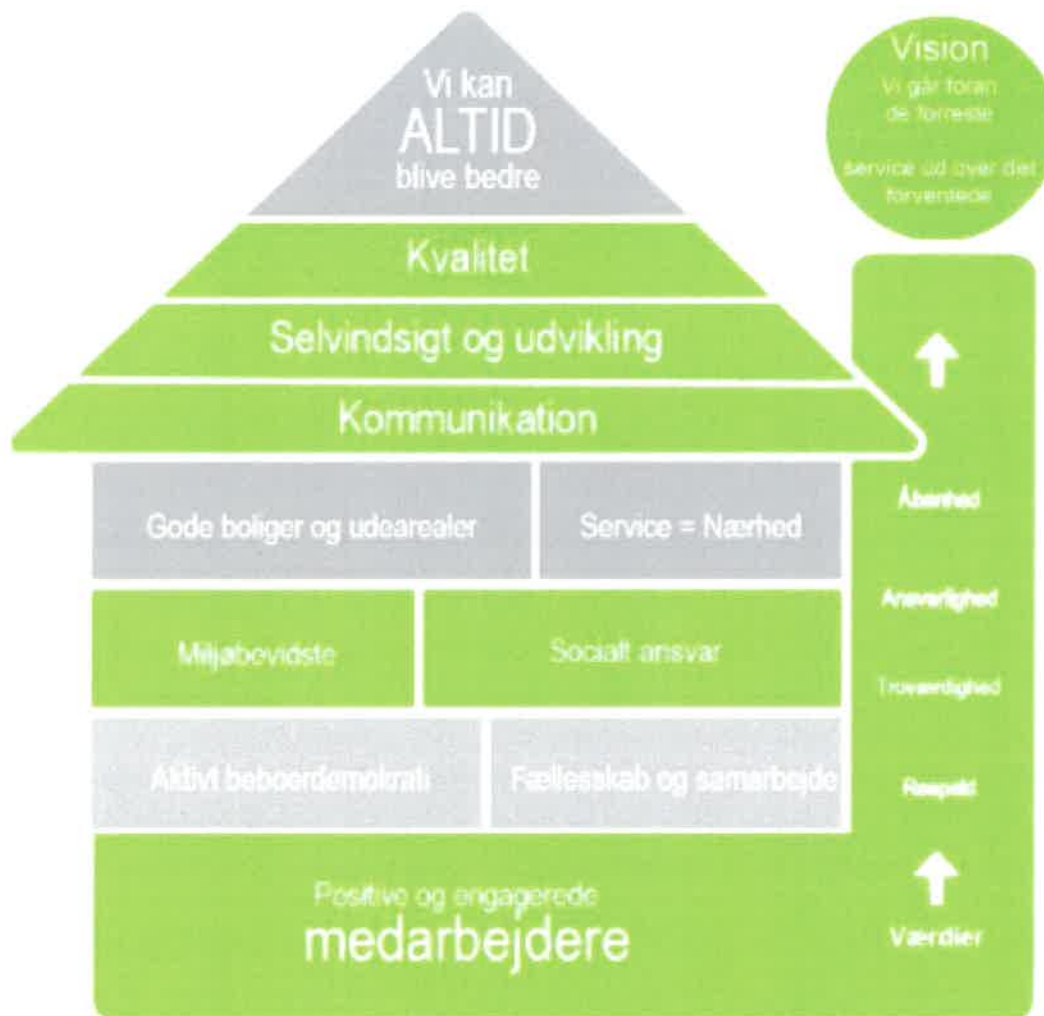 Vi kan
ALTID
blive bedre
Kvalitet
Selvindsigt og udvikling
Kommunikation
Gode boliger og udearealer
Service = Nærhed
Miljøbevidste
Socialt ansvar
Aktivt beboerdemokrati
Fællesskab og samarbejde
Positive og engagerede
medarbejdere
Vision
Vi går foran
de forreste
service ud over det
forventede
Åbenhed
Ansvarlighed
Troværdighed
Respekt
Værdier